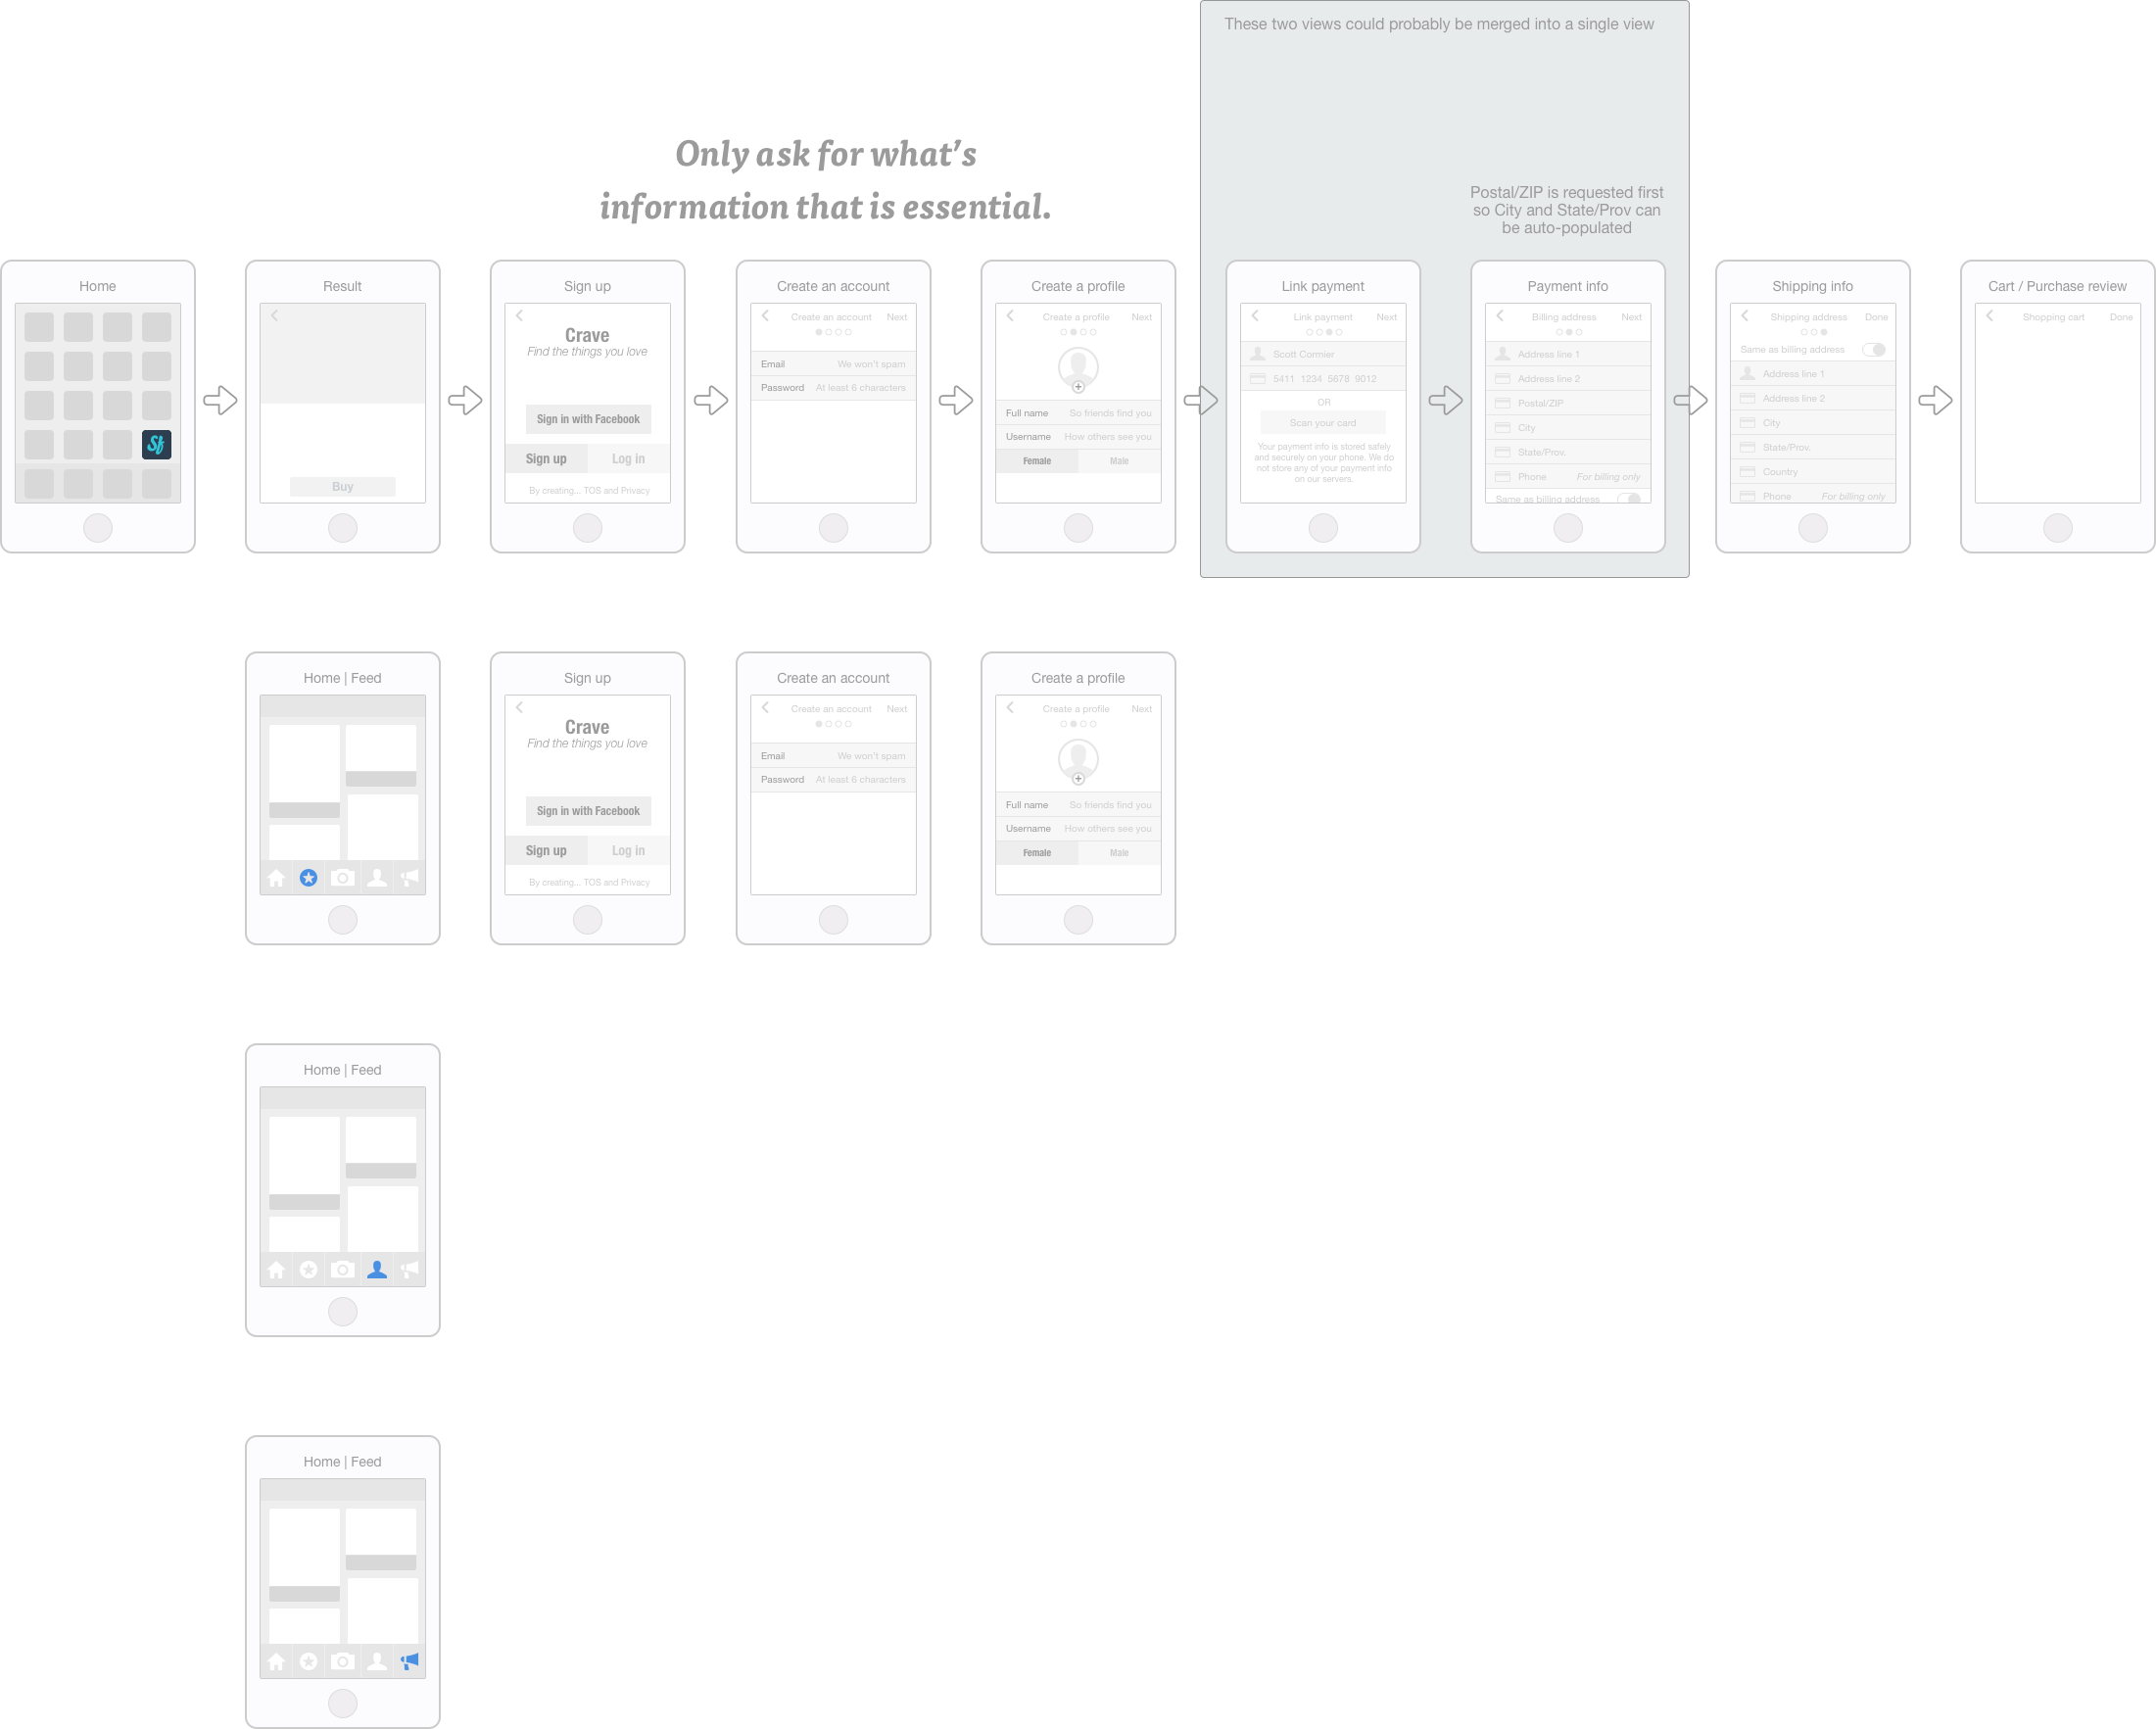 These two views could probably be merged into a single view
Only ask for what's
information that is essential.
Postal/ZIP is requested first
so City and State/Prov can
be auto-populated
Home
Sf
Result
Buy
Sign up
Crave
Find the things you love
Sign in with Facebook
Sign up Log in
By creating... TOS and Privacy
Create an account
Create an account Next
Email We won't spam
Password At least 6 characters
Create a profile
Create a profile Next
Full name So friends find you
Username How others see you
Female Male
Link payment
Link payment Next
Scott Cormier
5411 1234 5678 9012
OR
Scan your card
Your payment info is stored safely
and securely on your phone. We do
not store any of your payment info
on our servers.
Payment info
Billing address Next
Address line 1
Address line 2
Postal/ZIP
City
State/Prov.
Phone For billing only
Same as billing address
Shipping info
Shipping address Done
Same as billing address
Address line 1
Address line 2
City
State/Prov.
Country
Phone For billing only
Cart / Purchase review
Shopping cart Done
Home | Feed
Sign up
Crave
Find the things you love
Sign in with Facebook
Sign up Log in
By creating... TOS and Privacy
Create an account
Create an account Next
Email We won't spam
Password At least 6 characters
Create a profile
Create a profile Next
Full name So friends find you
Username How others see you
Female Male
Home | Feed
Home | Feed